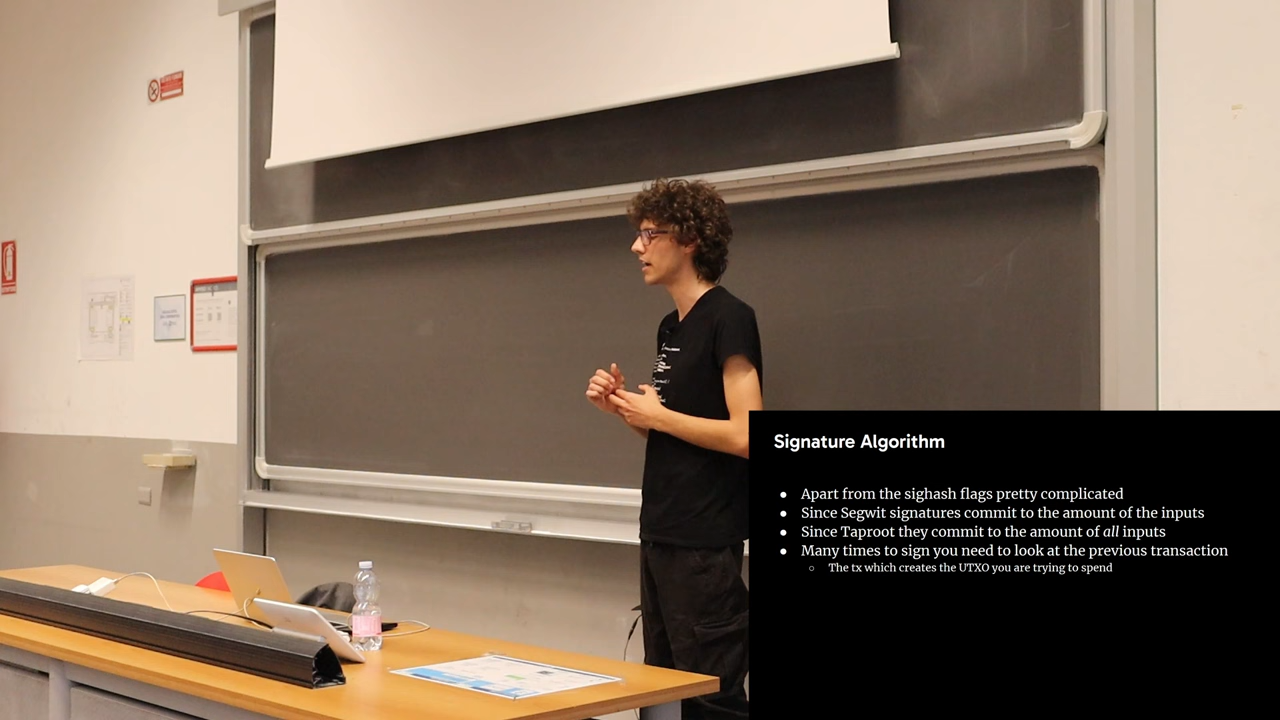 Signature Algorithm
● Apart from the sighash flags pretty complicated
● Since Segwit signatures commit to the amount of the inputs
● Since Taproot they commit to the amount of all inputs
● Many times to sign you need to look at the previous transaction
○ The tx which creates the UTXO you are trying to spend